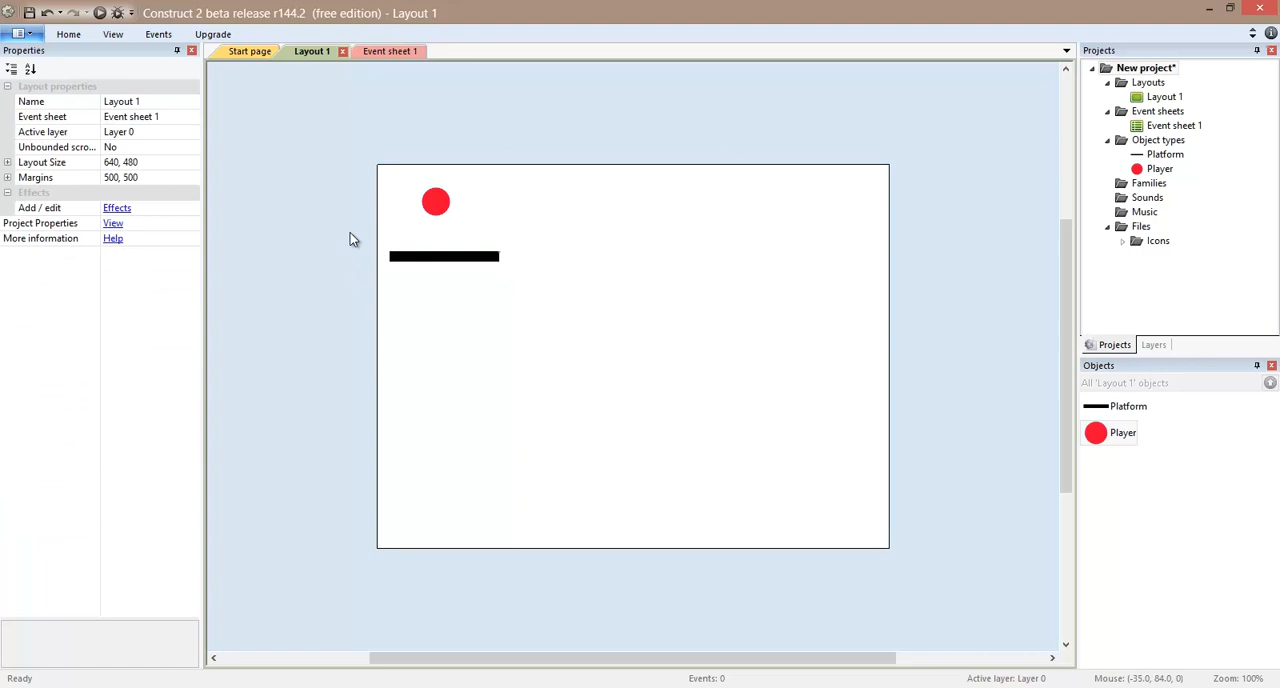 Construct 2 beta release r144.2 (free edition) - Layout 1
Home View Events Upgrade
Properties
Start page Layout 1 Event sheet 1
Projects
Layout properties
Name Layout 1
Event sheet Event sheet 1
Active layer Layer 0
Unbounded scro... No
Layout Size 640, 480
Margins 500, 500
Effects
Add / edit Effects
Project Properties View
More information Help
New project*
Layouts
Layout 1
Event sheets
Event sheet 1
Object types
Platform
Player
Families
Sounds
Music
Files
Icons
Projects Layers
Objects
All 'Layout 1' objects
Platform
Player
Ready Events: 0 Active layer: Layer 0 Mouse: (-35.0, 84.0, 0) Zoom: 100%